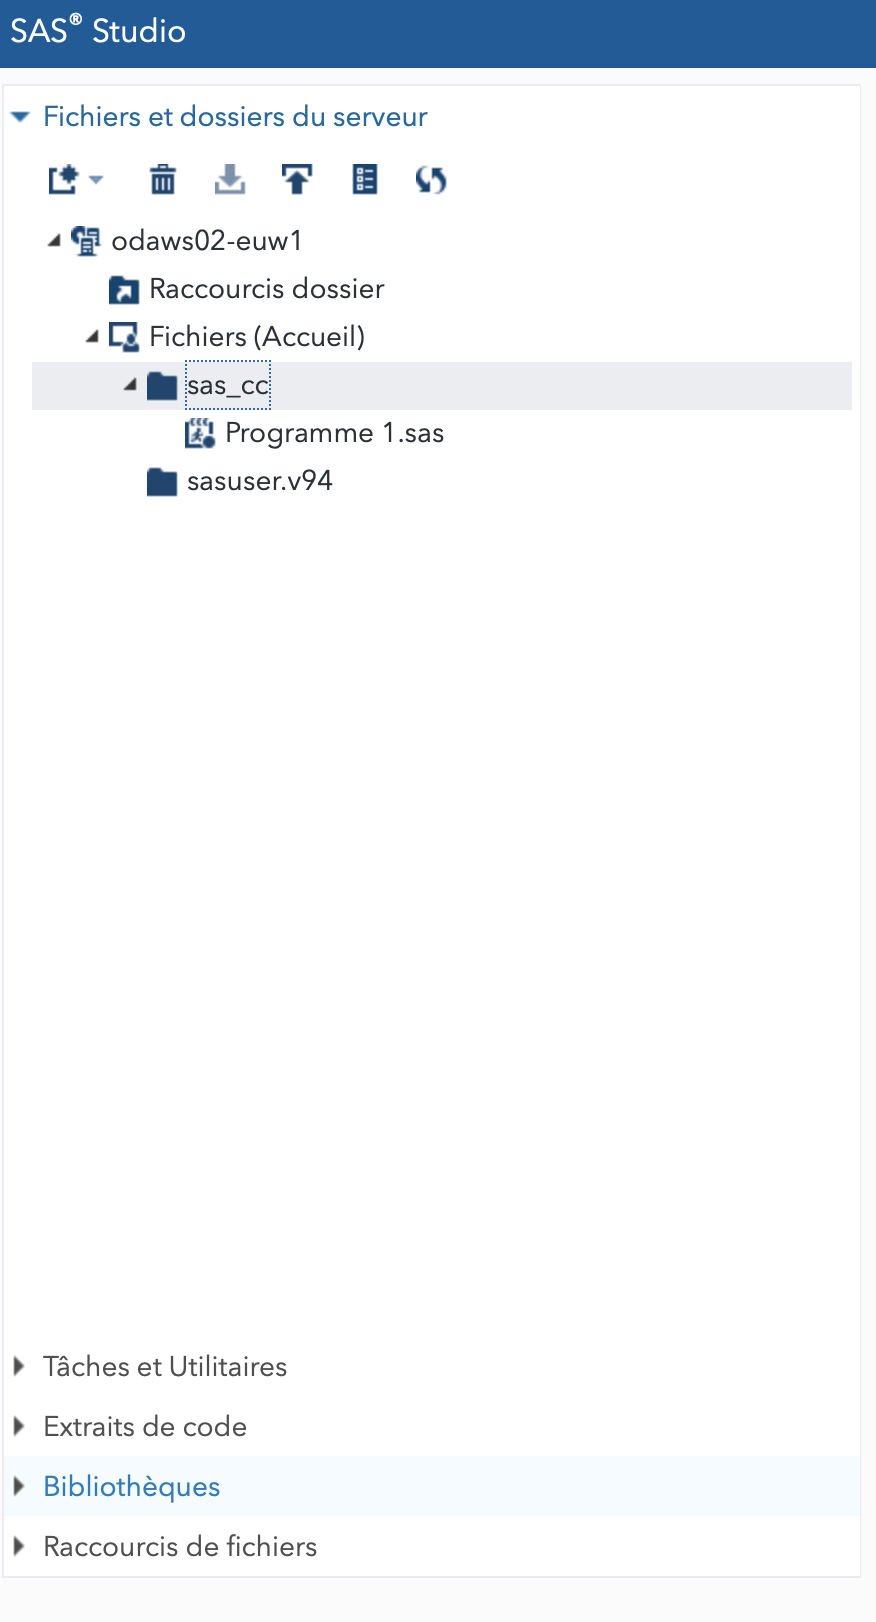 SAS® Studio
Fichiers et dossiers du serveur
odaws02-euw1
Raccourcis dossier
Fichiers (Accueil)
sas_cc
Programme 1.sas
sasuser.v94
Tâches et Utilitaires
Extraits de code
Bibliothèques
Raccourcis de fichiers